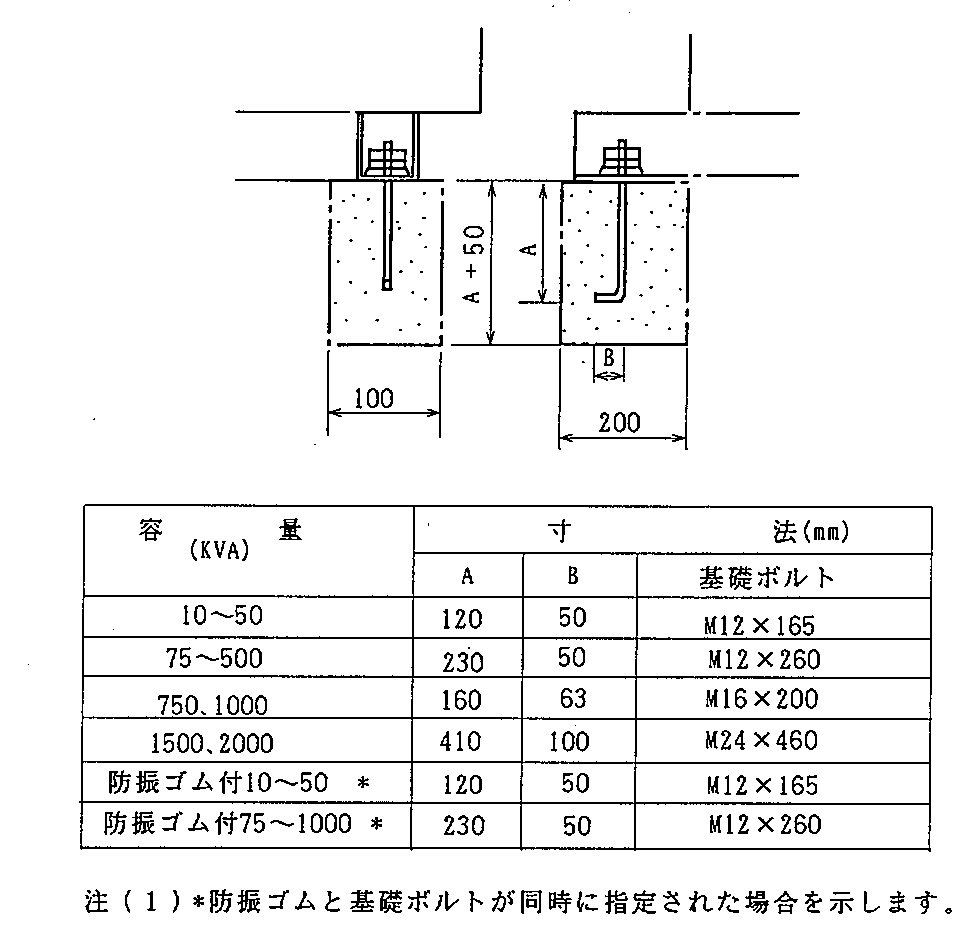 A+50
A
B
100
200
容 量 寸 法(mm)
(KVA)
A B 基礎ボルト
10～50 120 50 M12×165
75～500 230 50 M12×260
750、1000 160 63 M16×200
1500、2000 410 100 M24×460
防振ゴム付10～50 * 120 50 M12×165
防振ゴム付75～1000 * 230 50 M12×260
注(1)*防振ゴムと基礎ボルトが同時に指定された場合を示します。